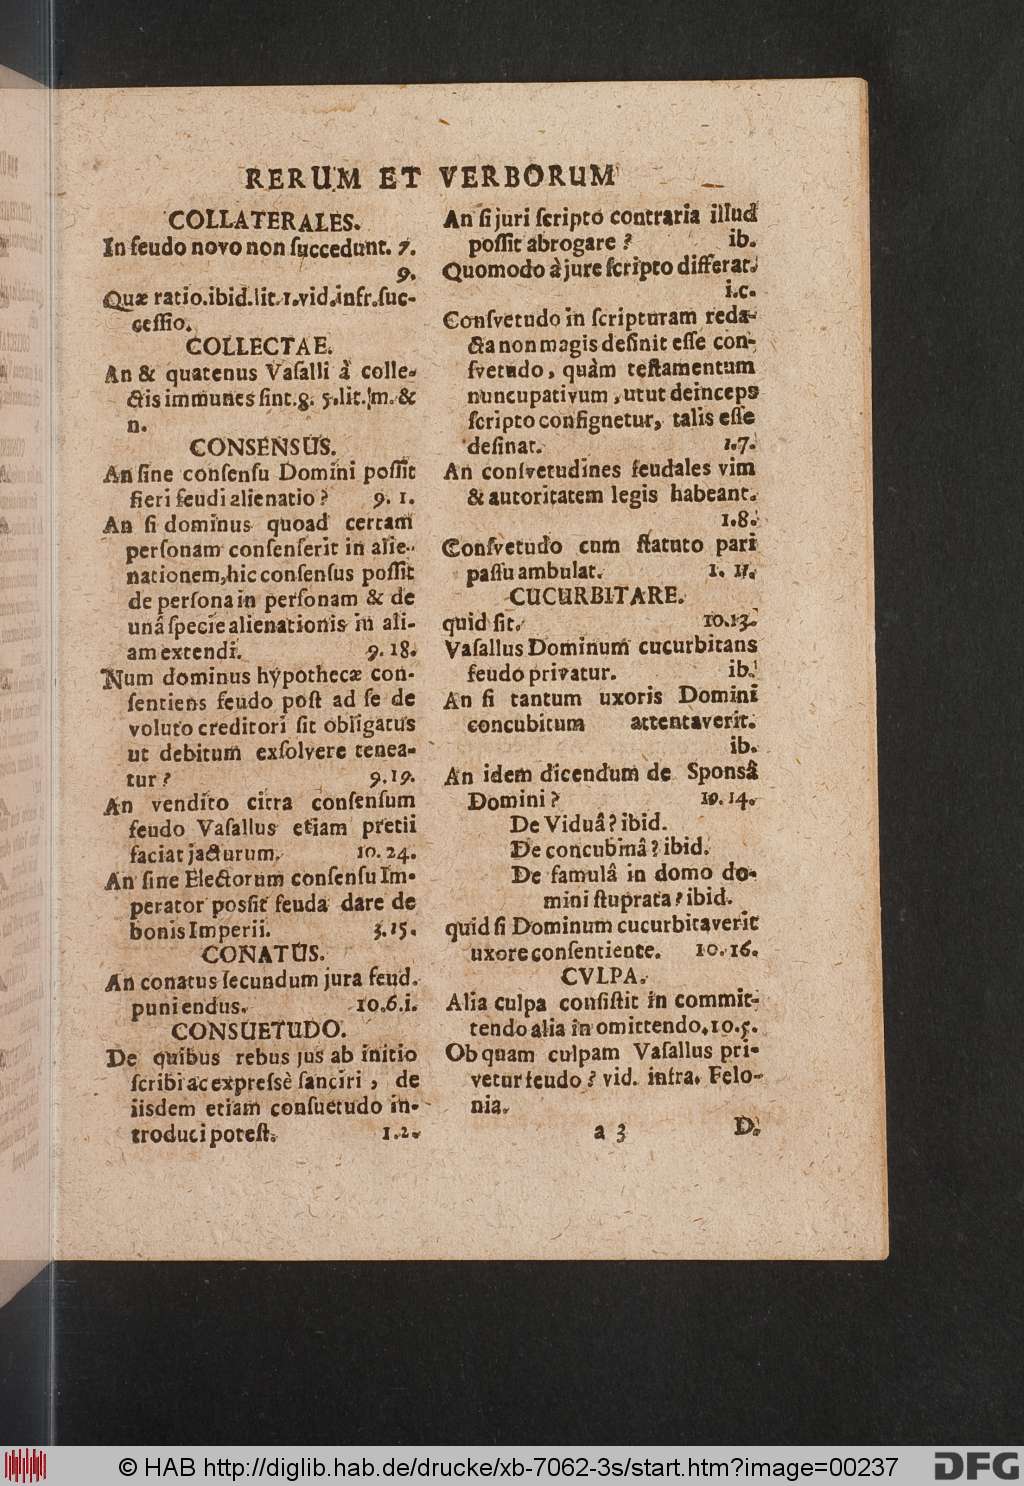 RERUM ET VERBORUM
COLLATERALES.
In feudo novo non ſuccedunt. 7.
9.
Quæ ratio.ibid.lit.1.vid.infr.ſuc-
ceſſio.
COLLECTAE.
An & quatenus Vaſalli à colle-
ctis immunes ſint.g. 5.lit.m.&
n.
CONSENSUS.
An ſine conſenſu Domini poſſit
fieri feudi alienatio ? 9. 1.
An ſi dominus quoad certam
perſonam conſenſerit in alie-
nationem,hic conſenſus poſſit
de perſona in perſonam & de
unâ ſpecie alienationis in ali-
am extendi. 9. 18.
Num dominus hypothecæ con-
ſentiens feudo poſt ad ſe de
voluto creditori ſit obligatus
ut debitum exſolvere tenea-
tur ? 9.19.
An vendito citra conſenſum
feudo Vaſallus etiam pretii
faciat jacturum. 10. 24.
An ſine Electorum conſenſu Im-
perator posſit feuda dare de
bonis Imperii. 3.15.
CONATUS.
An conatus ſecundum jura feud.
puniendus. 10.6.i.
CONSUETUDO.
De quibus rebus jus ab initio
ſcribi ac expreſsè ſanciri , de
iisdem etiam conſuetudo in-
troduci poteſt. 1.2.
An ſi juri ſcripto contraria illud
poſſit abrogare ? ib.
Quomodo à jure ſcripto differat.
i.c.
Conſvetudo in ſcripturam reda-
cta non magis deſinit eſſe con-
ſvetudo, quàm teſtamentum
nuncupativum , utut deinceps
ſcripto conſignetur, talis eſſe
deſinat. 1.7.
An conſvetudines feudales vim
& autoritatem legis habeant.
1.8.
Conſvetudo cum ſtatuto pari
paſſu ambulat. 1. 11.
CUCURBITARE.
quid ſit. 10.13.
Vaſallus Dominum cucurbitans
feudo privatur. ib.
An ſi tantum uxoris Domini
concubitum attentaverit.
ib.
An idem dicendum de Sponsâ
Domini ? 10. 14.
De Viduâ ? ibid.
De concubinâ ? ibid.
De famulâ in domo do-
mini ſtuprata ? ibid.
quid ſi Dominum cucurbitaverit
uxore conſentiente. 10. 16.
CVLPA.
Alia culpa conſiſtit in commit-
tendo alia in omittendo.10.5.
Ob quam culpam Vaſallus pri-
vetur feudo ? vid. infra. Felo-
nia.
a 3 D.
© HAB http://diglib.hab.de/drucke/xb-7062-3s/start.htm?image=00237
DFG